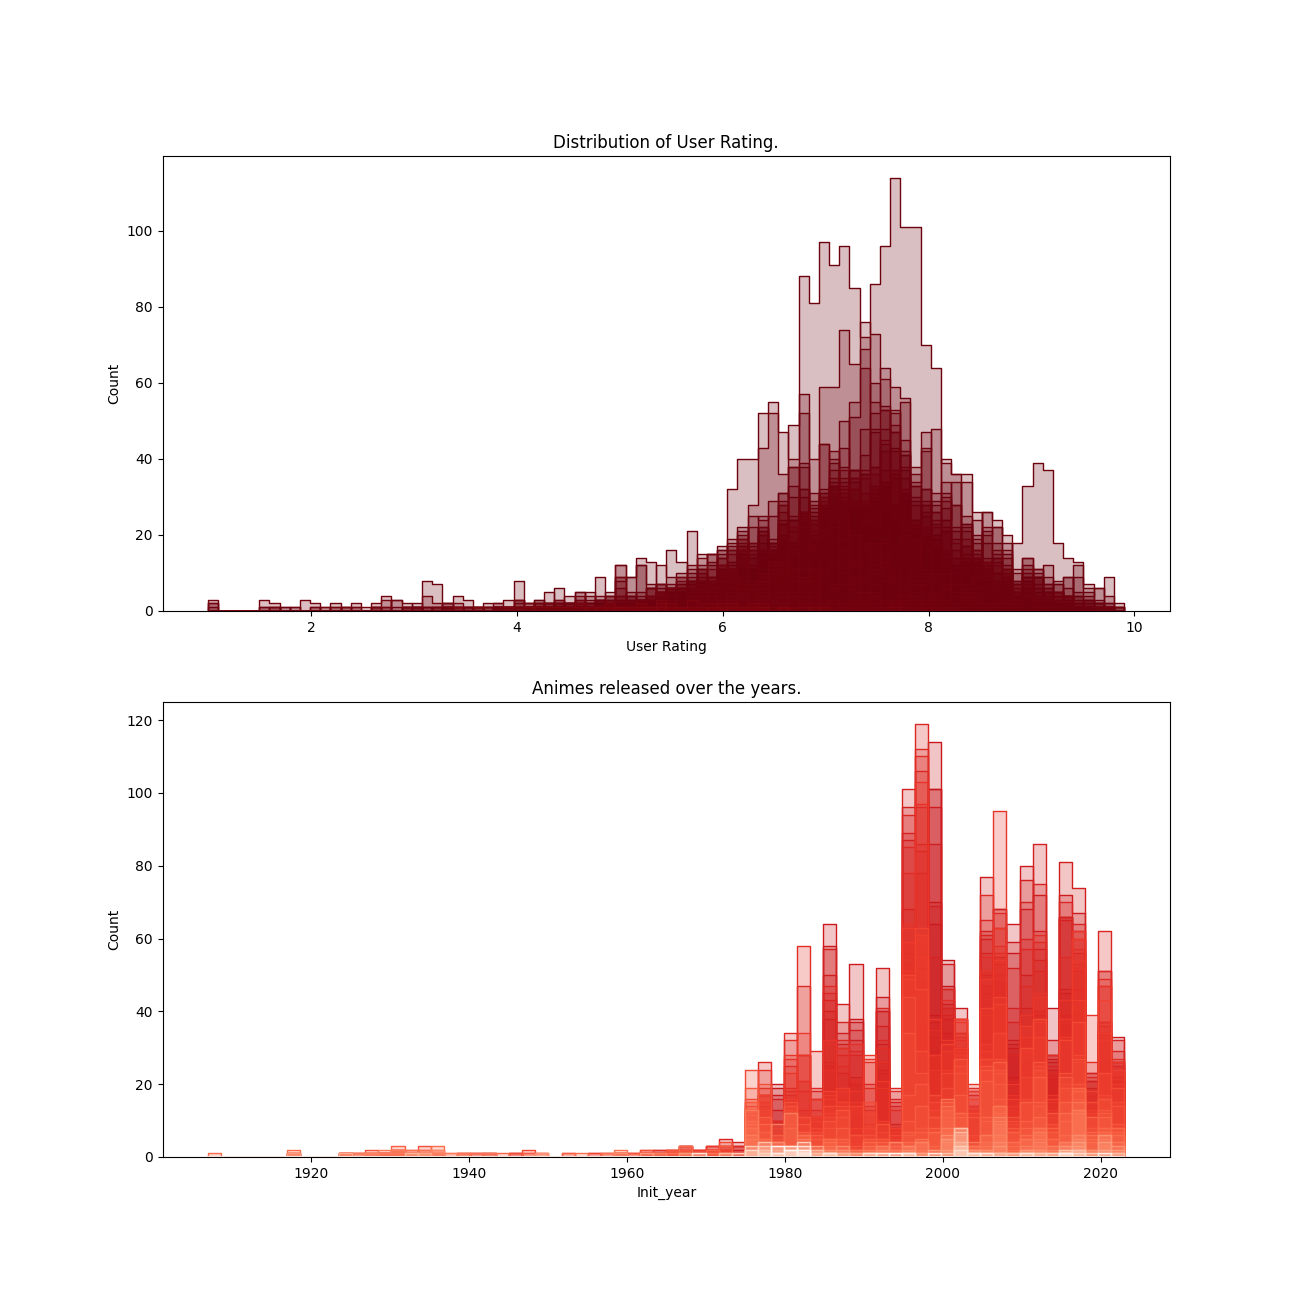 Distribution of User Rating.
100
80
60
40
20
0
Count
2 4 6 8 10
User Rating
Animes released over the years.
120
100
80
60
40
20
0
Count
1920 1940 1960 1980 2000 2020
Init_year